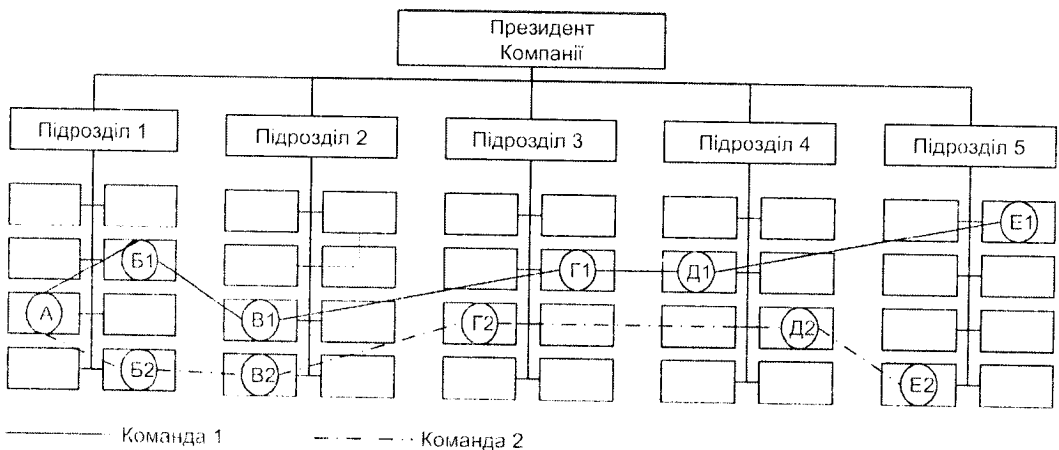 Президент
Компанії
Підрозділ 1
Підрозділ 2
Підрозділ 3
Підрозділ 4
Підрозділ 5
Е1
Б1
Г1
Д1
А
В1
Г2
Д2
Б2
В2
Е2
Команда 1
Команда 2